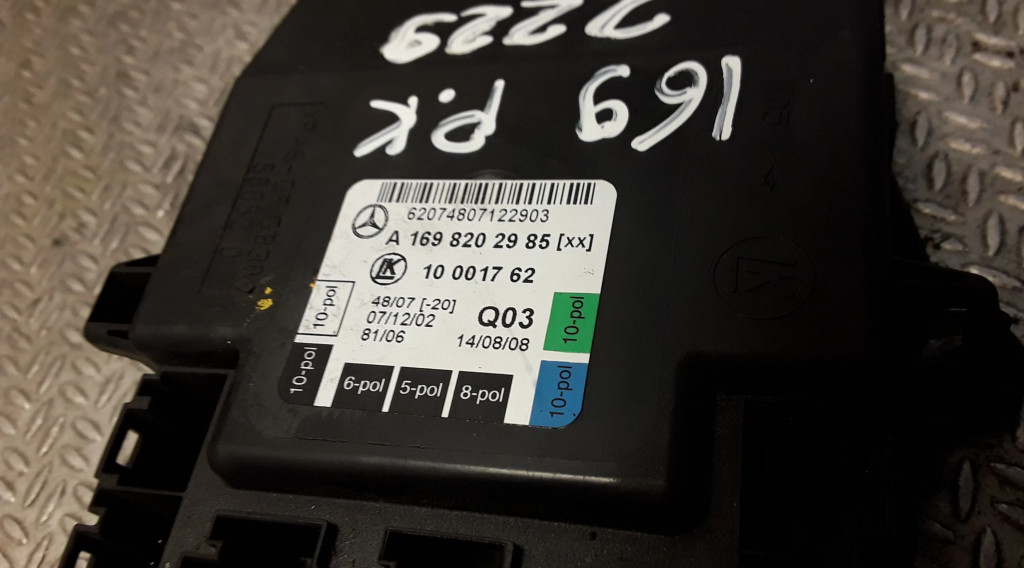 2229
169 P.K
62074807122903
A 169 820 29 85 [xx]
LK
10 0017 62
48/07 [-20]
07/12/02
81/06
Q03
14/08/08
10-pol
10-pol
6-pol
5-pol
8-pol
10-pol
10-pol